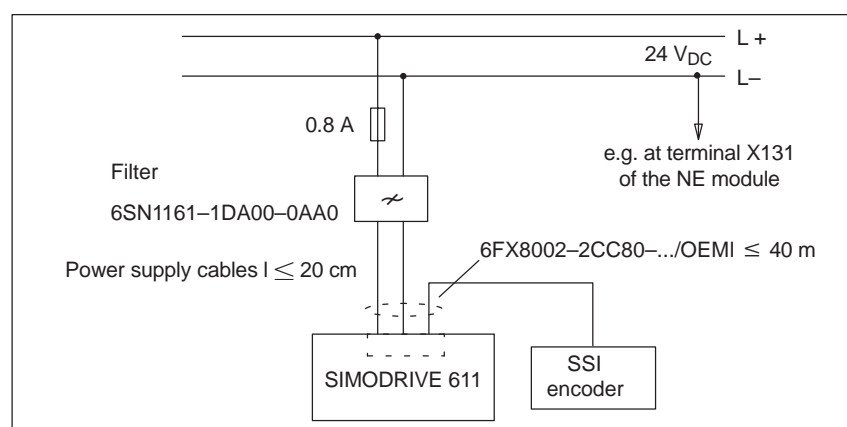 L +
24 VDC
L–
0.8 A
e.g. at terminal X131
of the NE module
Filter
6SN1161–1DA00–0AA0
6FX8002–2CC80–.../OEMI ≤ 40 m
Power supply cables l ≤ 20 cm
SIMODRIVE 611
SSI
encoder